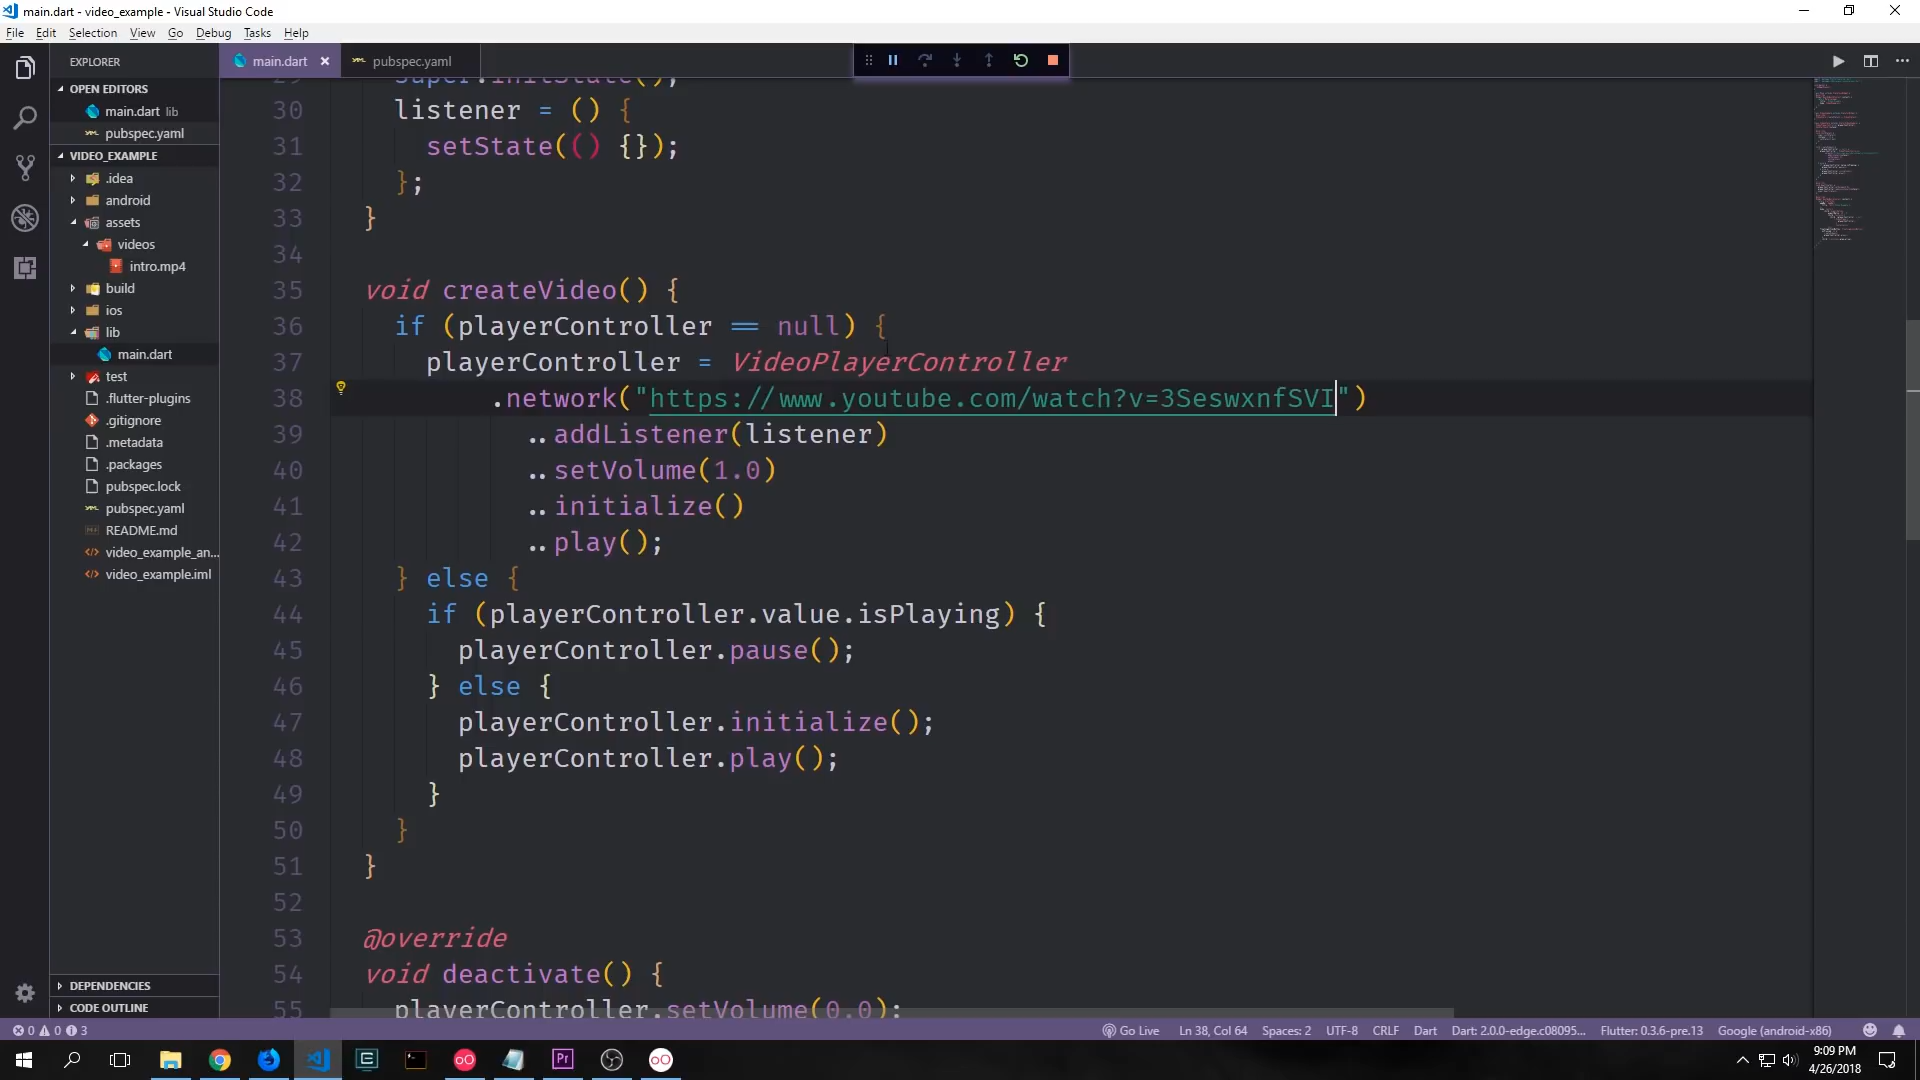 main.dart - video_example - Visual Studio Code
File Edit Selection View Go Debug Tasks Help
EXPLORER
main.dart
pubspec.yaml
OPEN EDITORS
main.dart lib
pubspec.yaml
VIDEO_EXAMPLE
.idea
android
assets
videos
intro.mp4
build
ios
lib
main.dart
test
.flutter-plugins
.gitignore
.metadata
.packages
pubspec.lock
pubspec.yaml
README.md
video_example_an...
video_example.iml
DEPENDENCIES
CODE OUTLINE
29 super.initState();
30 listener = () {
31 setState(() {});
32 };
33 }
34
35 void createVideo() {
36 if (playerController == null) {
37 playerController = VideoPlayerController
38 .network("https://www.youtube.com/watch?v=3SeswxnfSVI")
39 ..addListener(listener)
40 ..setVolume(1.0)
41 ..initialize()
42 ..play();
43 } else {
44 if (playerController.value.isPlaying) {
45 playerController.pause();
46 } else {
47 playerController.initialize();
48 playerController.play();
49 }
50 }
51 }
52
53 @override
54 void deactivate() {
55 playerController.setVolume(0.0);
0 0 3
Go Live Ln 38, Col 64 Spaces: 2 UTF-8 CRLF Dart Dart: 2.0.0-edge.c08095... Flutter: 0.3.6-pre.13 Google (android-x86)
Pr
9:09 PM
4/26/2018